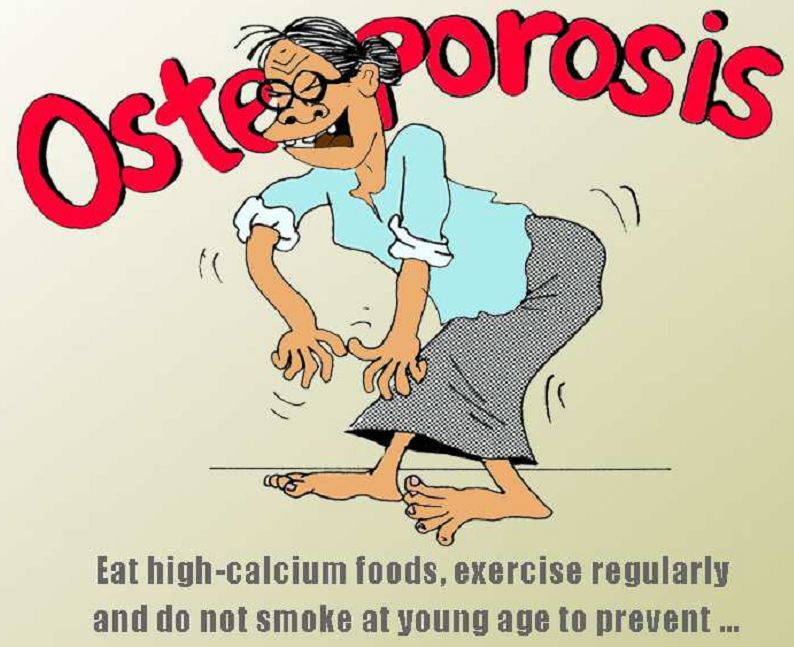 Osteoporosis
Eat high-calcium foods, exercise regularly
and do not smoke at young age to prevent ...